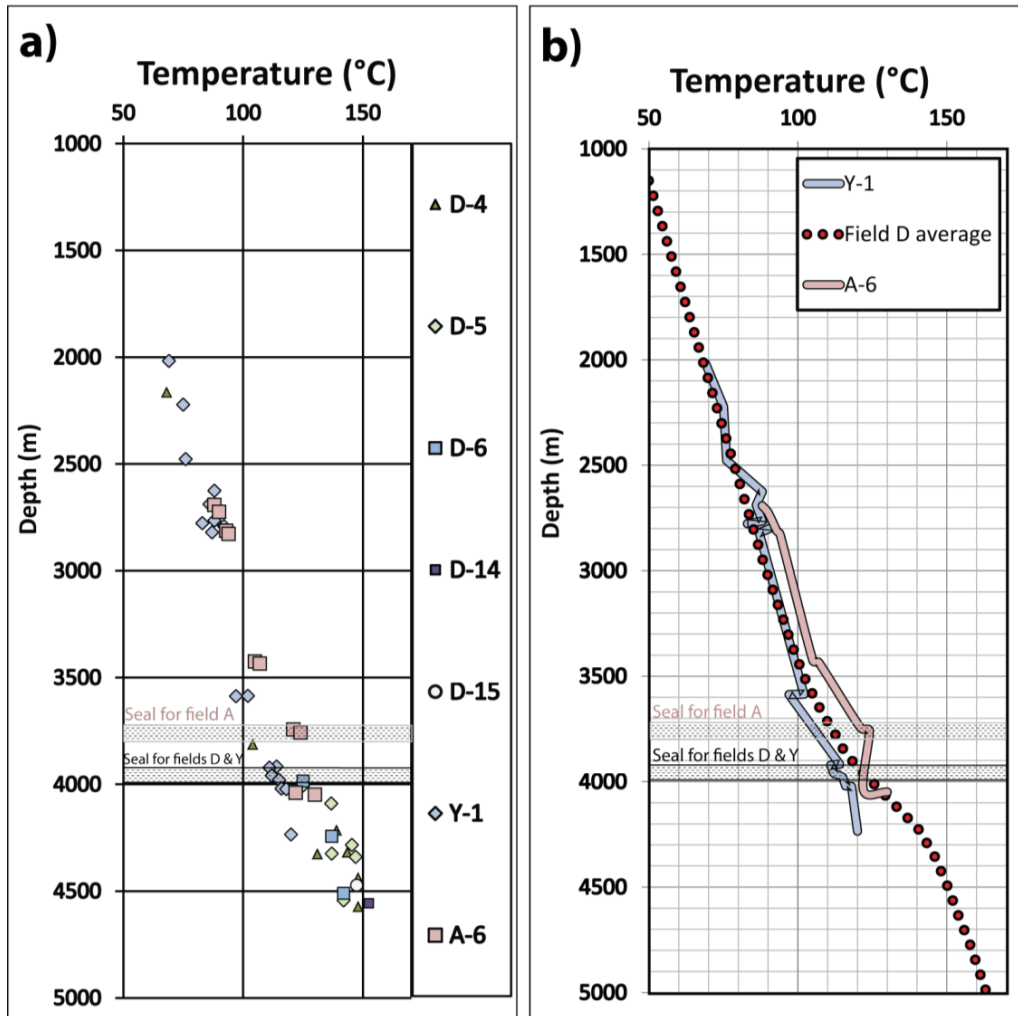 a)
Temperature (°C)
50 100 150
Depth (m)
1000
1500
2000
2500
3000
3500
4000
4500
5000
Seal for field A
Seal for fields D & Y
D-4
D-5
D-6
D-14
D-15
Y-1
A-6
b)
Temperature (°C)
50 100 150
Depth (m)
1000
1500
2000
2500
3000
3500
4000
4500
5000
Y-1
Field D average
A-6
Seal for field A
Seal for fields D & Y